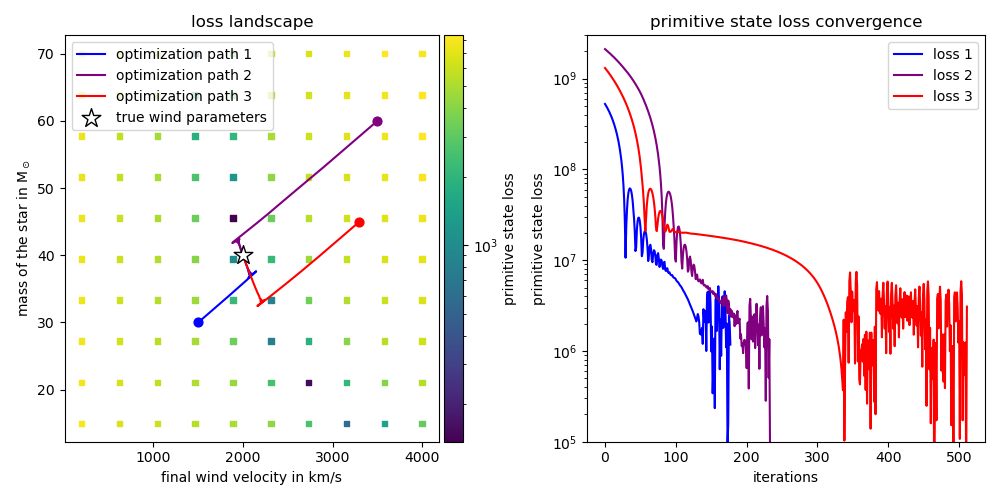 loss landscape
optimization path 1
optimization path 2
optimization path 3
true wind parameters
mass of the star in M⊙
70
60
50
40
30
20
1000
2000
3000
4000
final wind velocity in km/s
10³
primitive state loss
primitive state loss convergence
loss 1
loss 2
loss 3
primitive state loss
10⁹
10⁸
10⁷
10⁶
10⁵
0
100
200
300
400
500
iterations